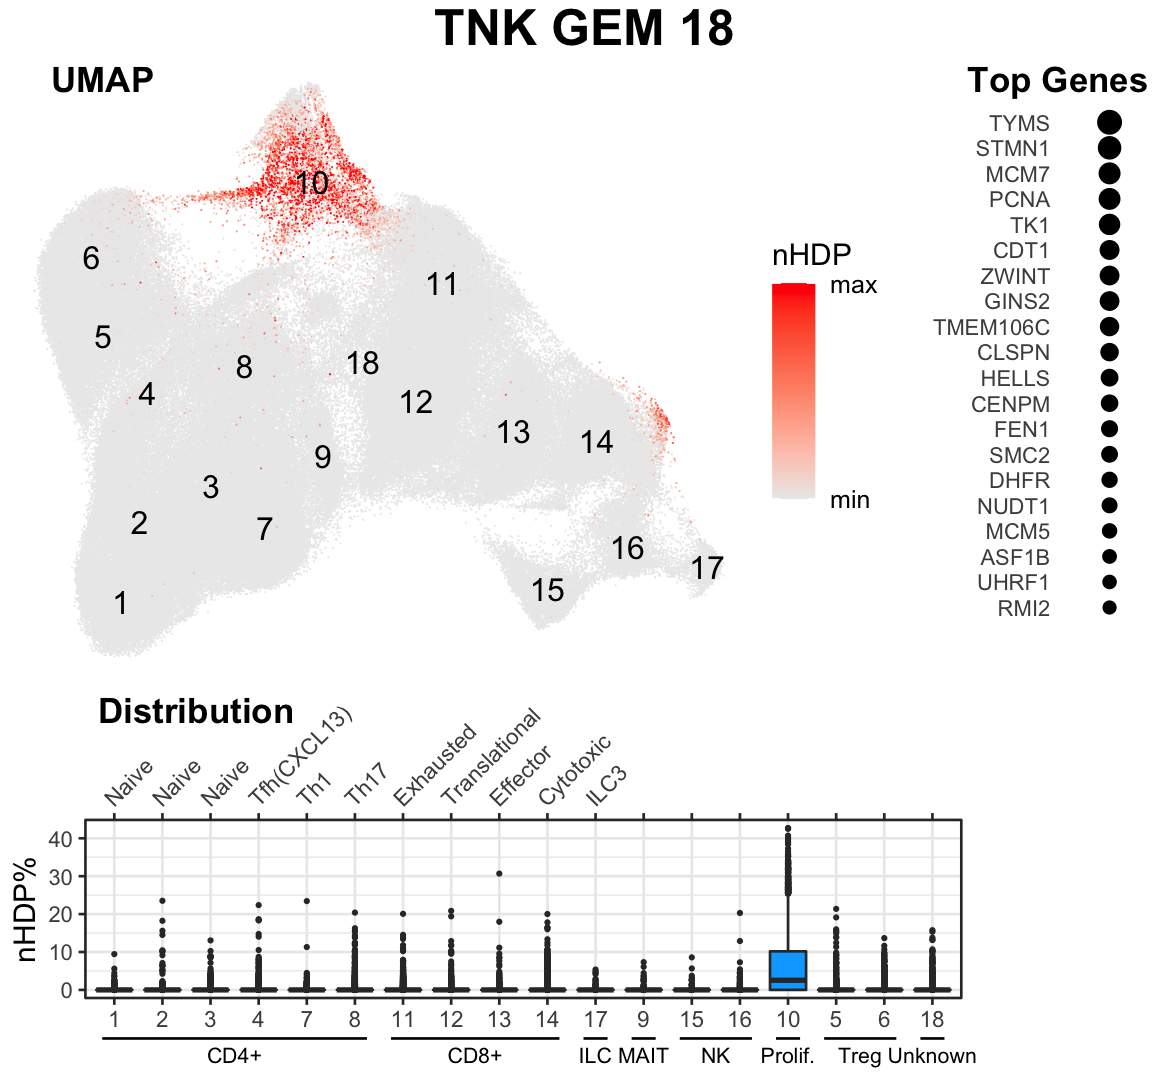 TNK GEM 18
UMAP
Top Genes
TYMS
STMN1
MCM7
PCNA
TK1
CDT1
ZWINT
GINS2
TMEM106C
CLSPN
HELLS
CENPM
FEN1
SMC2
DHFR
NUDT1
MCM5
ASF1B
UHRF1
RMI2
10
6
11
5
8
18
4
12
13
14
9
3
2
7
16
17
15
1
nHDP
max
min
Distribution
Naive
Naive
Naive
Tfh(CXCL13)
Th1
Th17
Exhausted
Translational
Effector
Cytotoxic
ILC3
nHDP%
40
30
20
10
0
1 2 3 4 7 8 11 12 13 14 17 9 15 16 10 5 6 18
CD4+ CD8+ ILC MAIT NK Prolif. Treg Unknown